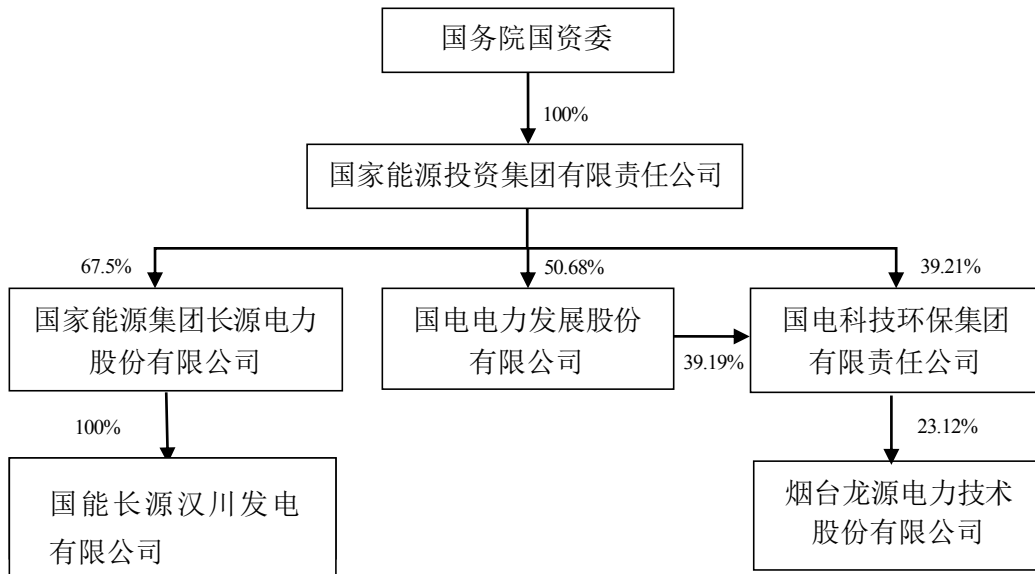 国务院国资委
100%
国家能源投资集团有限责任公司
67.5%
50.68%
39.21%
国家能源集团长源电力
股份有限公司
国电电力发展股份
有限公司
39.19%
国电科技环保集团
有限责任公司
100%
23.12%
国能长源汉川发电
有限公司
烟台龙源电力技术
股份有限公司